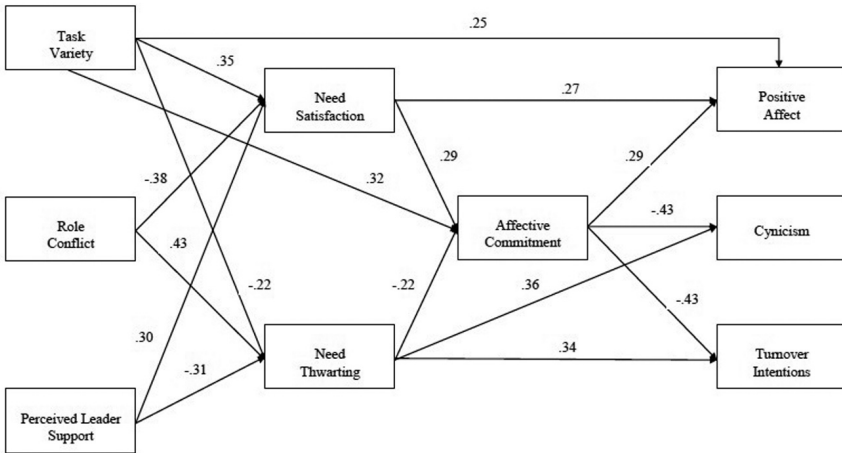 .25
Task
Variety
.35
Need
Satisfaction
.27
Positive
Affect
.29
.29
-.38
.32
Role
Conflict
.43
Affective
Commitment
-.43
Cynicism
-.22
-.22
.36
-.43
.30
Need
Thwarting
.34
Turnover
Intentions
-.31
Perceived Leader
Support